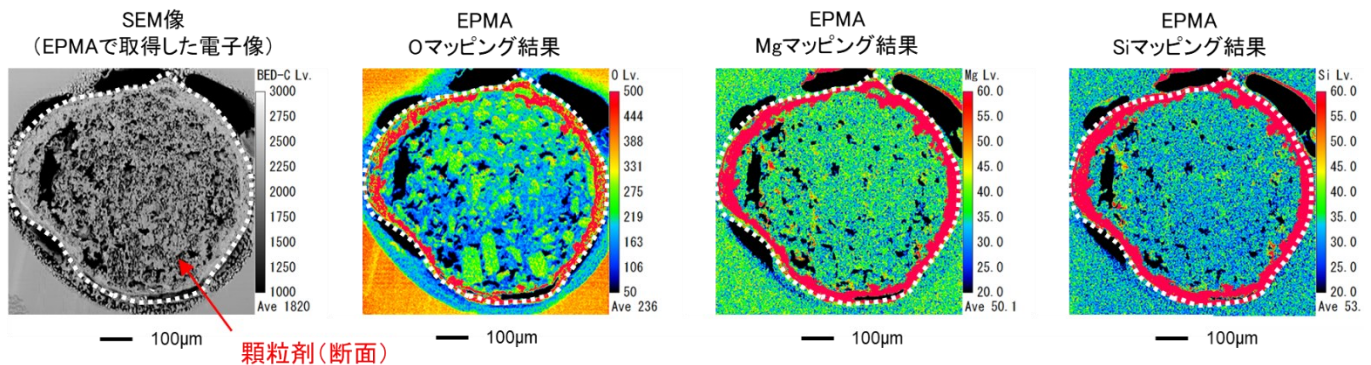 SEM像
(EPMAで取得した電子像)
BED-C Lv.
3000
2750
2500
2250
2000
1750
1500
1250
1000
Ave 1820
100μm
顆粒剤(断面)
EPMA
Oマッピング結果
O Lv.
500
444
388
331
275
219
163
106
50
Ave 236
100μm
EPMA
Mgマッピング結果
Mg Lv.
60.0
55.0
50.0
45.0
40.0
35.0
30.0
25.0
20.0
Ave 50.1
100μm
EPMA
Siマッピング結果
Si Lv.
60.0
55.0
50.0
45.0
40.0
35.0
30.0
25.0
20.0
Ave 53.
100μm